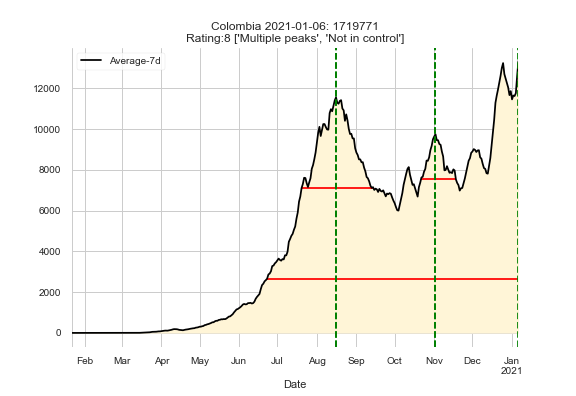 Colombia 2021-01-06: 1719771
Rating:8 ['Multiple peaks', 'Not in control']
Average-7d
12000
10000
8000
6000
4000
2000
0
Feb Mar Apr May Jun Jul Aug Sep Oct Nov Dec Jan
2021
Date